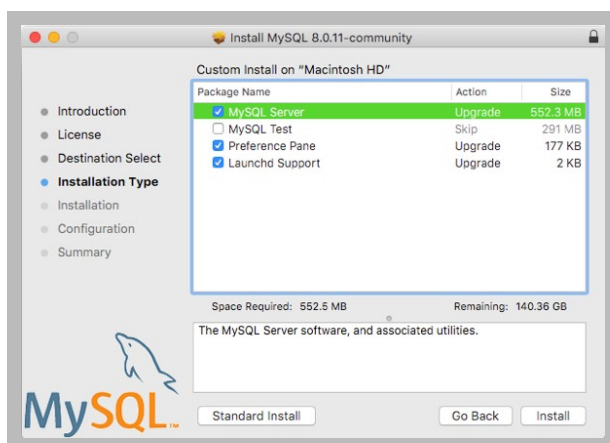 Install MySQL 8.0.11-community
Custom Install on "Macintosh HD"
Package Name Action Size
MySQL Server Upgrade 552.3 MB
MySQL Test Skip 291 MB
Preference Pane Upgrade 177 KB
Launchd Support Upgrade 2 KB
Introduction
License
Destination Select
Installation Type
Installation
Configuration
Summary
Space Required: 552.5 MB Remaining: 140.36 GB
The MySQL Server software, and associated utilities.
MySQL™
Standard Install Go Back Install